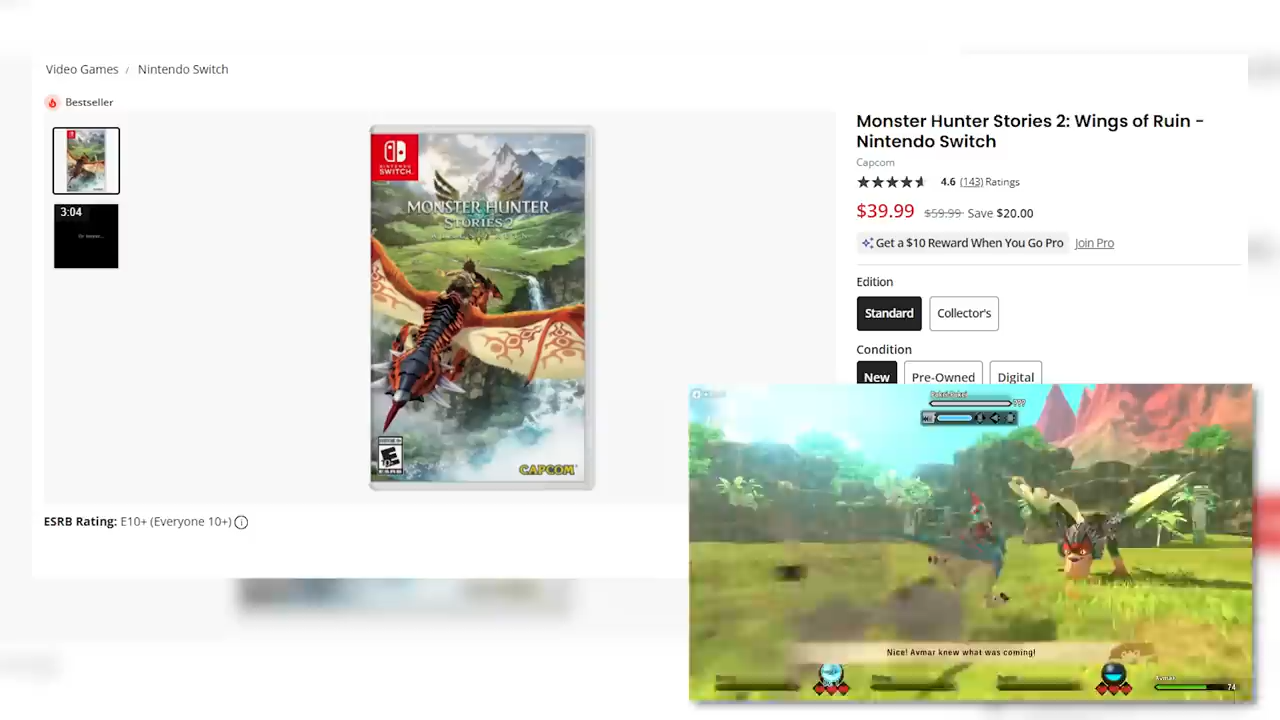 Video Games / Nintendo Switch
Bestseller
3:04
NINTENDO
SWITCH
MONSTER HUNTER
STORIES 2
CAPCOM
ESRB Rating: E10+ (Everyone 10+)
Monster Hunter Stories 2: Wings of Ruin -
Nintendo Switch
Capcom
4.6 (143) Ratings
$39.99 $59.99 Save $20.00
Get a $10 Reward When You Go Pro Join Pro
Edition
Standard Collector's
Condition
New Pre-Owned Digital
???
Nice! Avmar knew what was coming!
Avmar
74